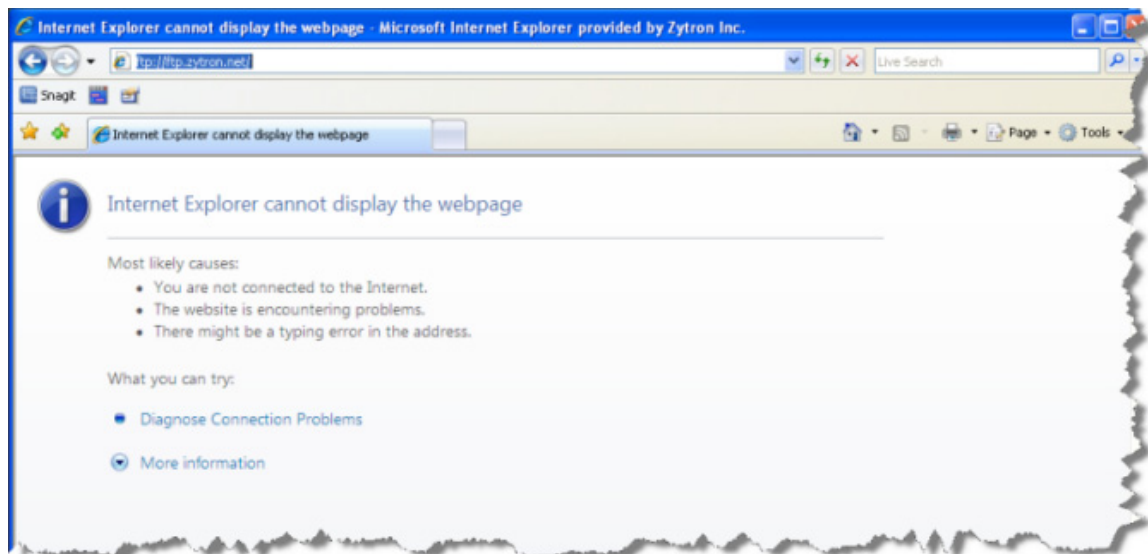 Internet Explorer cannot display the webpage - Microsoft Internet Explorer provided by Zytron Inc.
ftp://ftp.zytron.net/
Live Search
Snagit
Internet Explorer cannot display the webpage
Page
Tools
Internet Explorer cannot display the webpage
Most likely causes:
• You are not connected to the Internet.
• The website is encountering problems.
• There might be a typing error in the address.
What you can try:
Diagnose Connection Problems
More information